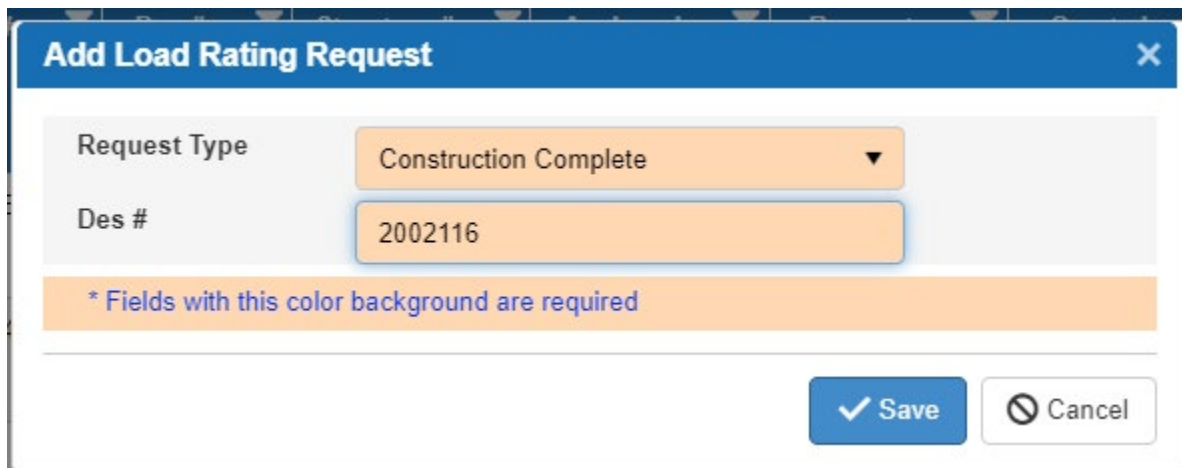 Add Load Rating Request
Request Type
Construction Complete
Des #
2002116
* Fields with this color background are required
Save
Cancel